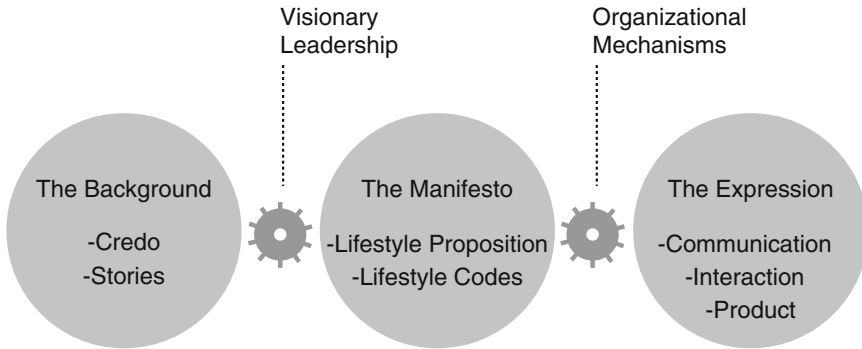 Visionary
Leadership
Organizational
Mechanisms
The Background
-Credo
-Stories
The Manifesto
-Lifestyle Proposition
-Lifestyle Codes
The Expression
-Communication
-Interaction
-Product